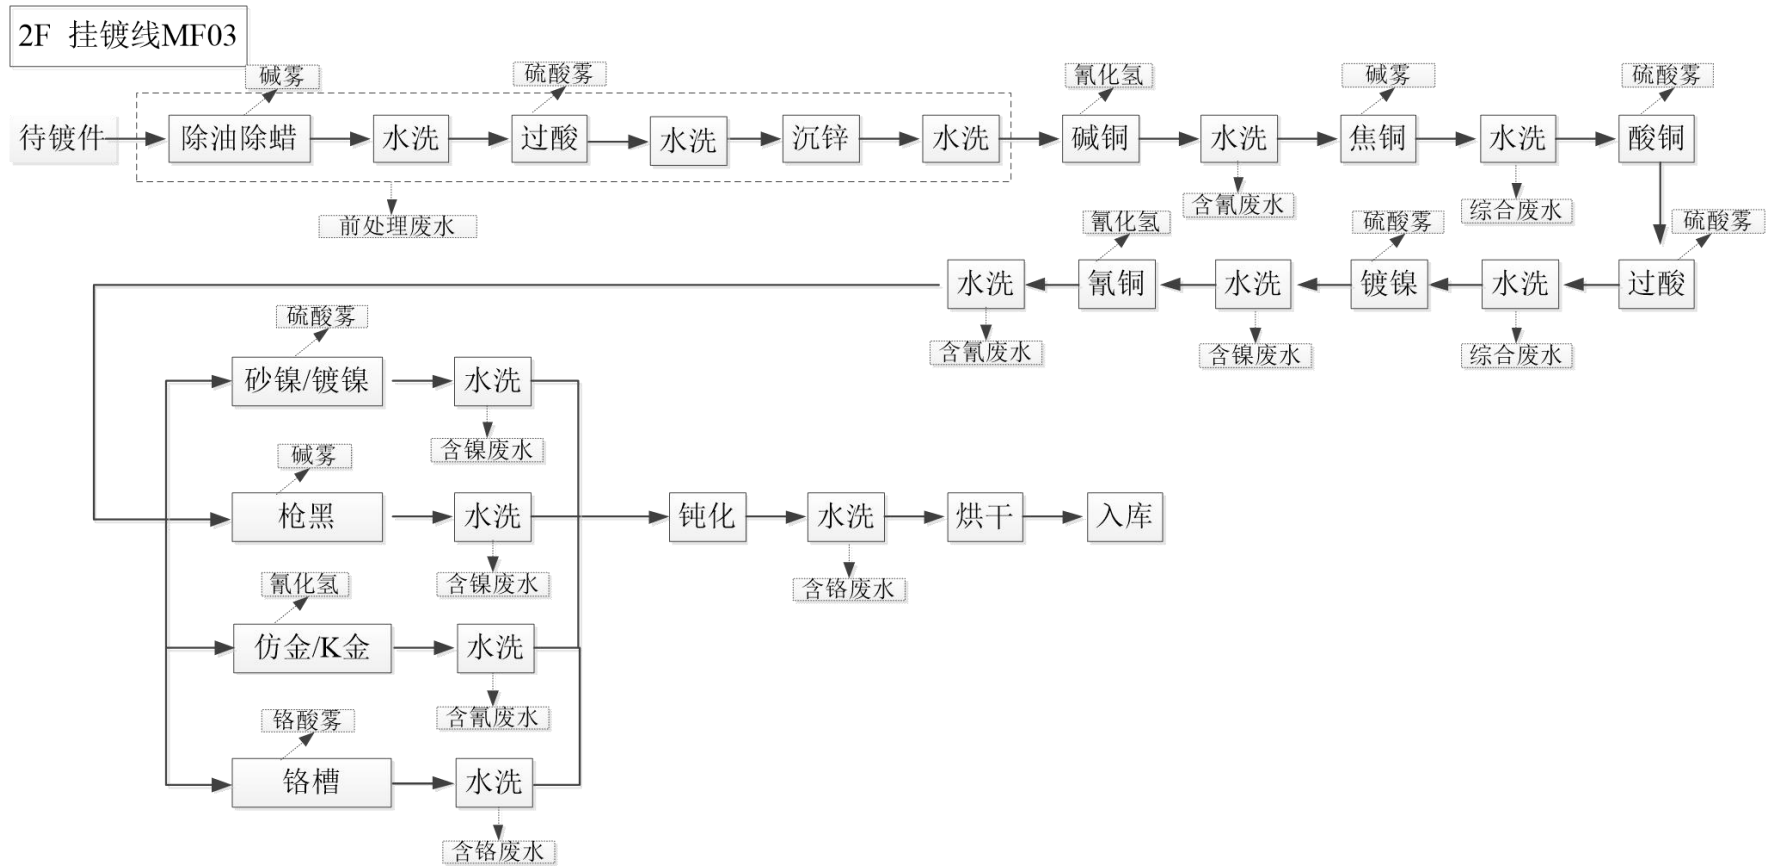 2F 挂镀线MF03
碱雾
硫酸雾
氰化氢
碱雾
硫酸雾
待镀件
除油除蜡
水洗
过酸
水洗
沉锌
水洗
碱铜
水洗
焦铜
水洗
酸铜
前处理废水
含氰废水
综合废水
氰化氢
硫酸雾
硫酸雾
水洗
氰铜
水洗
镀镍
水洗
过酸
含氰废水
含镍废水
综合废水
硫酸雾
砂镍/镀镍
水洗
含镍废水
碱雾
枪黑
水洗
钝化
水洗
烘干
入库
含镍废水
含铬废水
氰化氢
仿金/K金
水洗
含氰废水
铬酸雾
铬槽
水洗
含铬废水